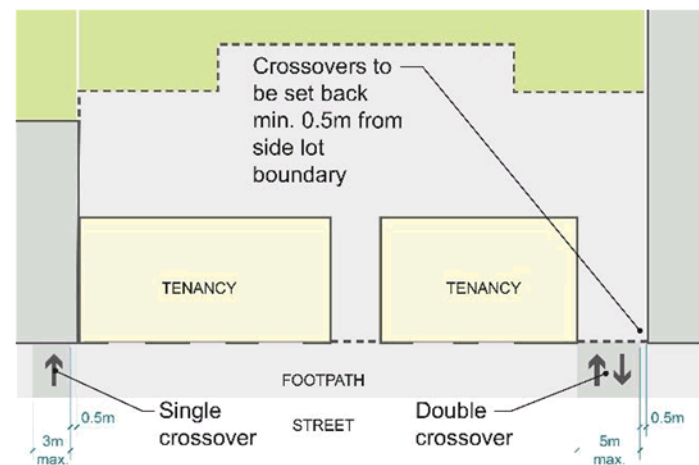 Crossovers to
be set back
min. 0.5m from
side lot
boundary
TENANCY
TENANCY
FOOTPATH
STREET
Single
crossover
Double
crossover
0.5m
3m
max.
0.5m
5m
max.